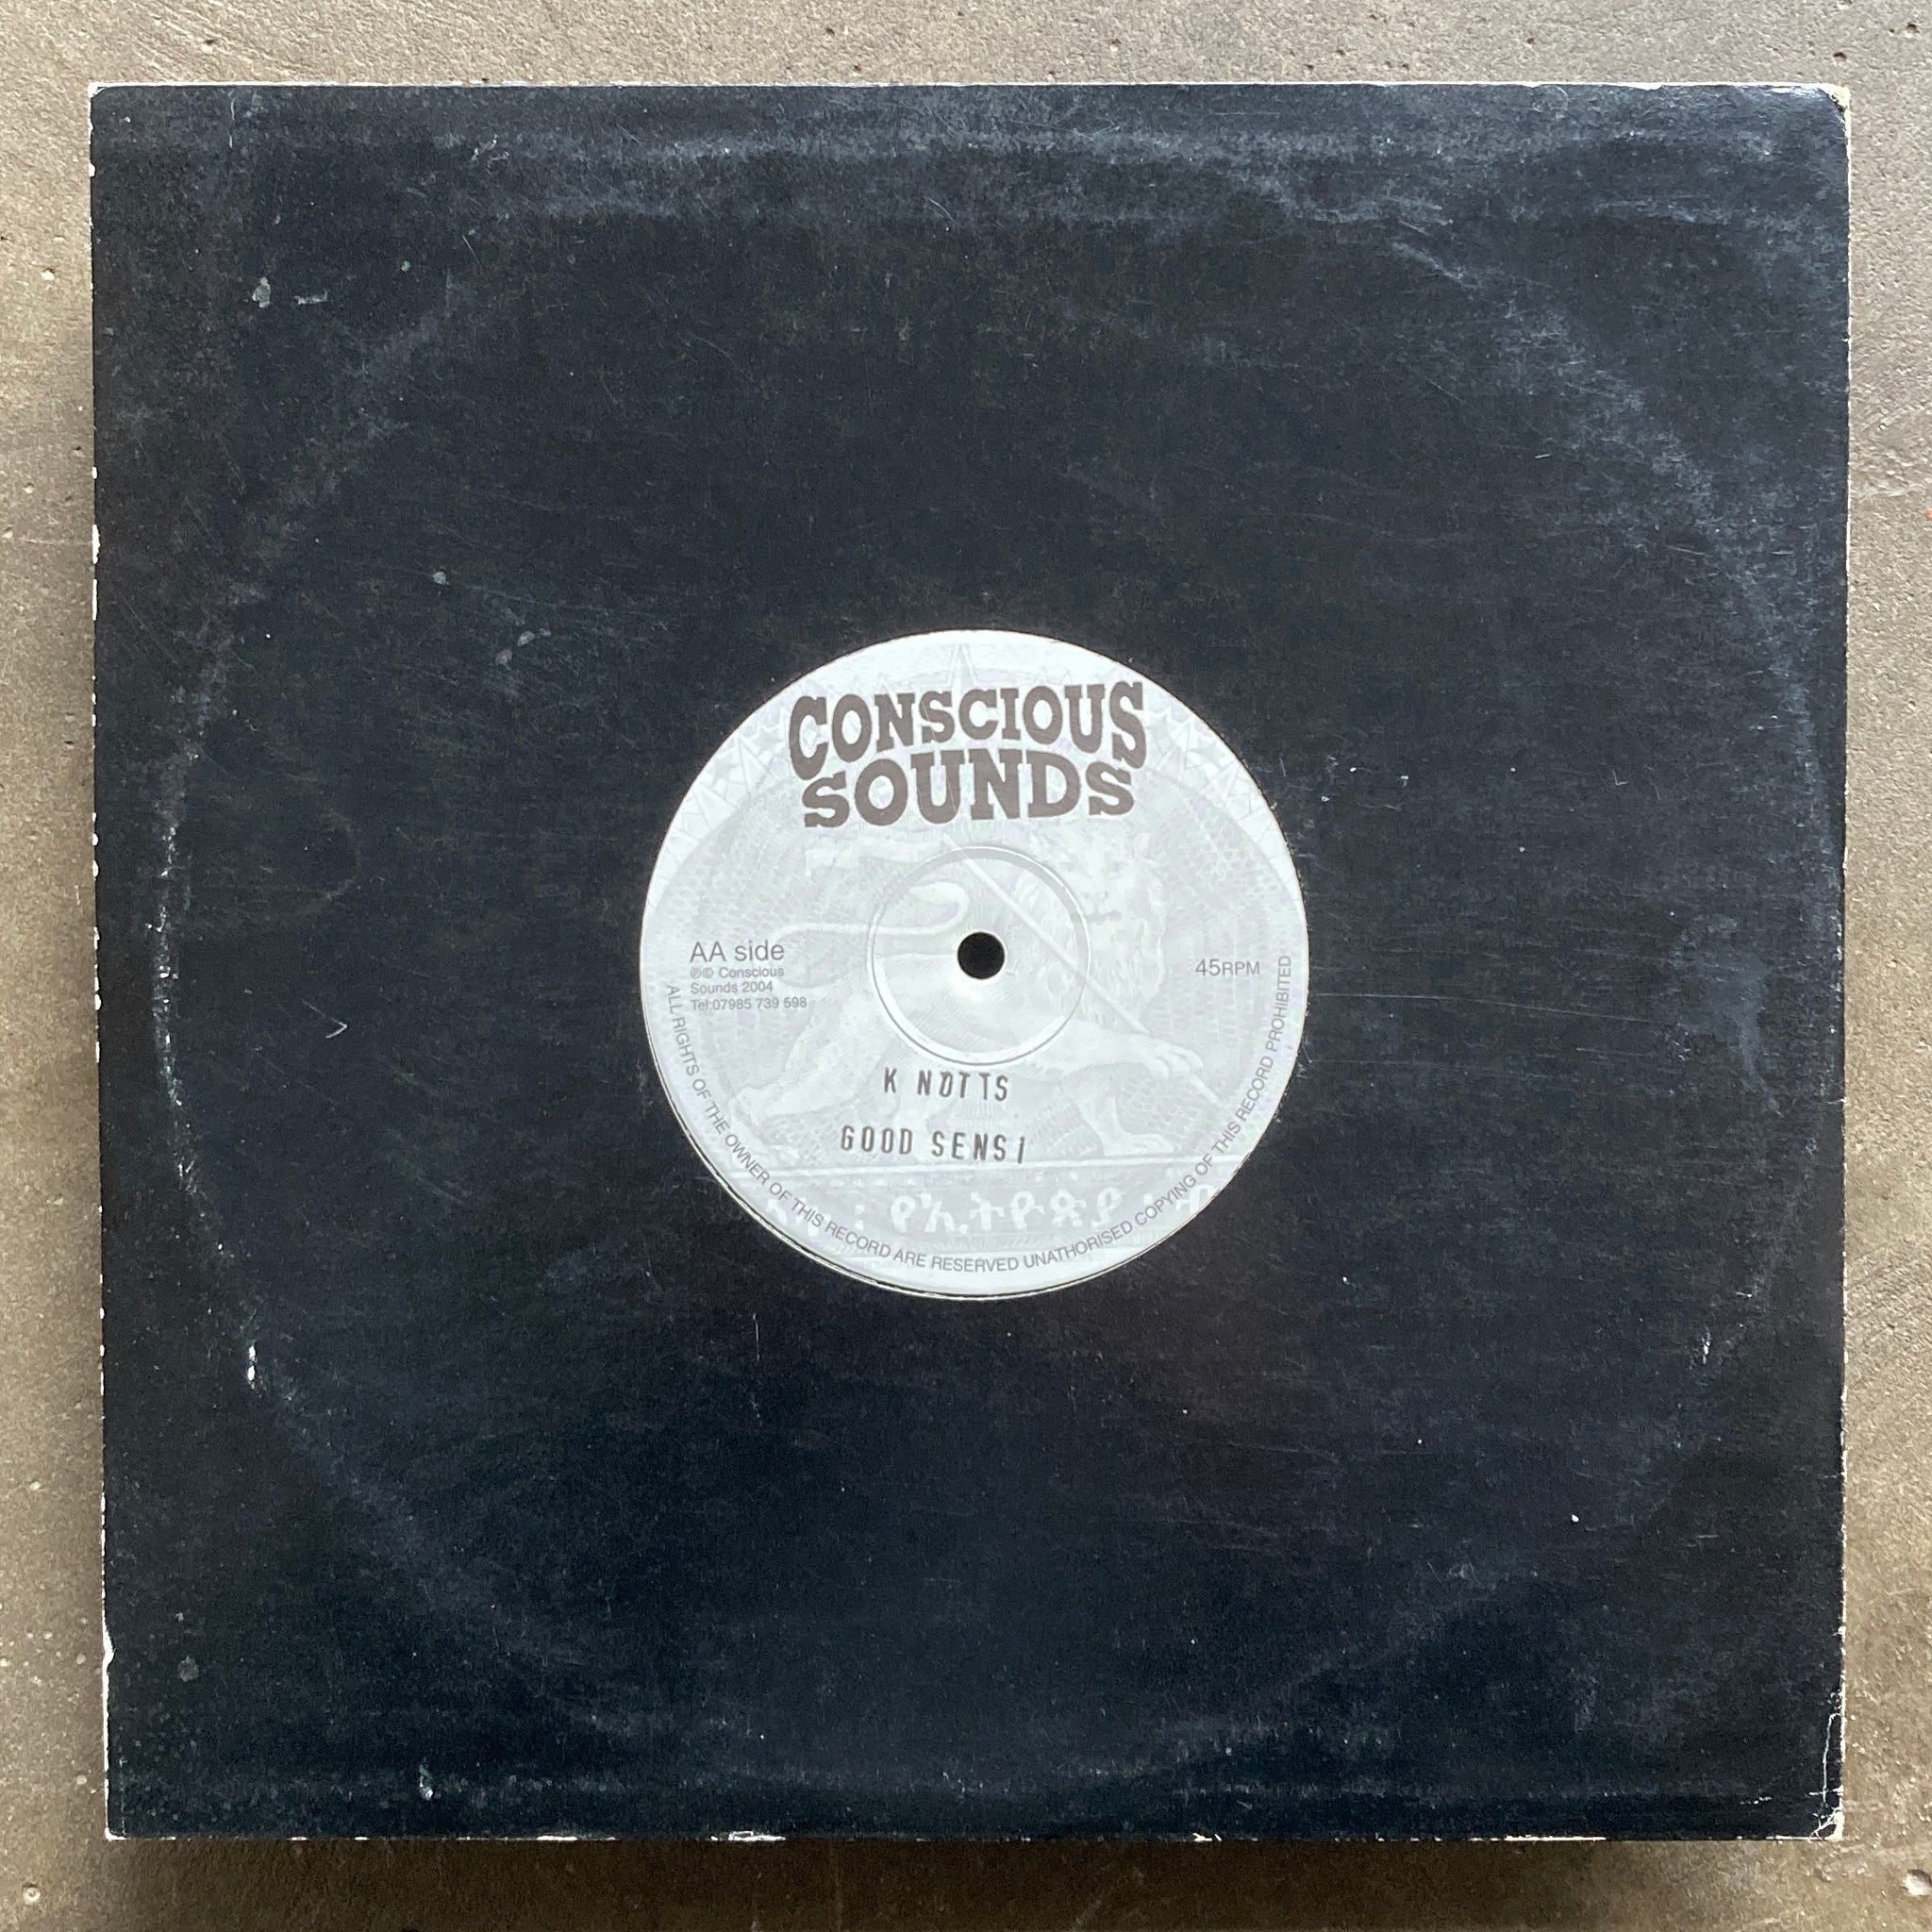 CONSCIOUS
SOUNDS
AA side
℗© Conscious
Sounds 2004
Tel:07985 739 598
45RPM
K NOTTS
GOOD SENSI
የኢትዮጵያ
ALL RIGHTS OF THE OWNER OF THIS RECORD ARE RESERVED UNATHORISED COPYING OF THIS RECORD PROHIBITED